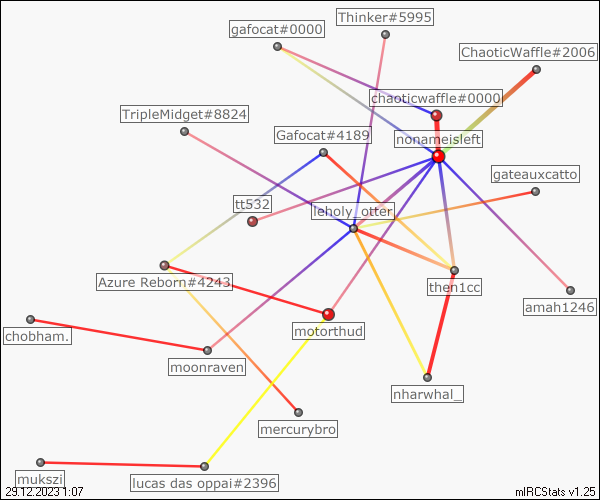 Thinker#5995
gafocat#0000
ChaoticWaffle#2006
chaoticwaffle#0000
TripleMidget#8824
Gafocat#4189
nonameisleft
gateauxcatto
tt532
leholy_otter
Azure Reborn#4243
then1cc
amah1246
motorthud
chobham.
moonraven
nharwhal_
mercurybro
mukszi
lucas das oppai#2396
29.12.2023 1:07
mIRCStats v1.25